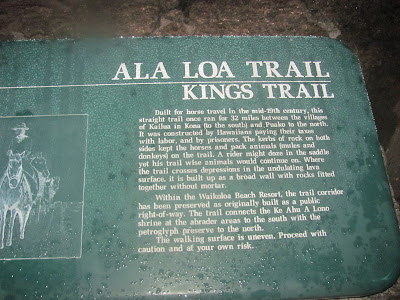 ALA LOA TRAIL
KINGS TRAIL
Built for horse travel in the mid-19th century, this
straight trail once ran for 32 miles between the villages
of Kailua in Kona (to the south) and Puako to the north.
It was constructed by Hawaiians paying their taxes
with labor, and by prisoners. The kerbs of rock on both
sides kept the horses and pack animals (mules and
donkeys) on the trail. A rider might doze in the saddle
yet his trail wise animals would continue on. Where
the trail crosses depressions in the undulating lava
surface, it is built up as a broad wall with rocks fitted
together without mortar.
Within the Waikoloa Beach Resort, the trail corridor
has been preserved as originally built as a public
right-of-way. The trail connects the Ke Ahu A Lono
shrine at the abrader areas to the south with the
petroglyph preserve to the north.
The walking surface is uneven. Proceed with
caution and at your own risk.